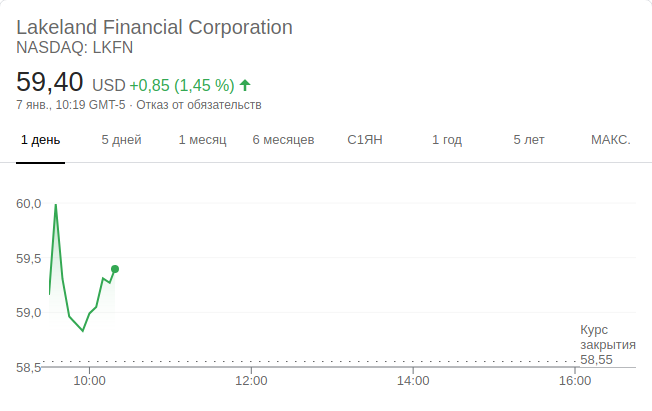 Lakeland Financial Corporation
NASDAQ: LKFN
59,40 USD +0,85 (1,45 %)
7 янв., 10:19 GMT-5 · Отказ от обязательств
1 день 5 дней 1 месяц 6 месяцев С1ЯН 1 год 5 лет МАКС.
60,0
59,5
59,0
58,5
Курс
закрытия
58,55
10:00 12:00 14:00 16:00